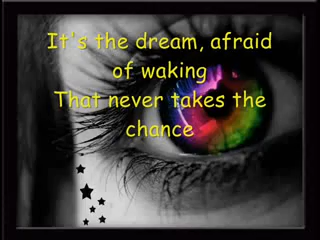 It's the dream, afraid
of waking
That never takes the
chance